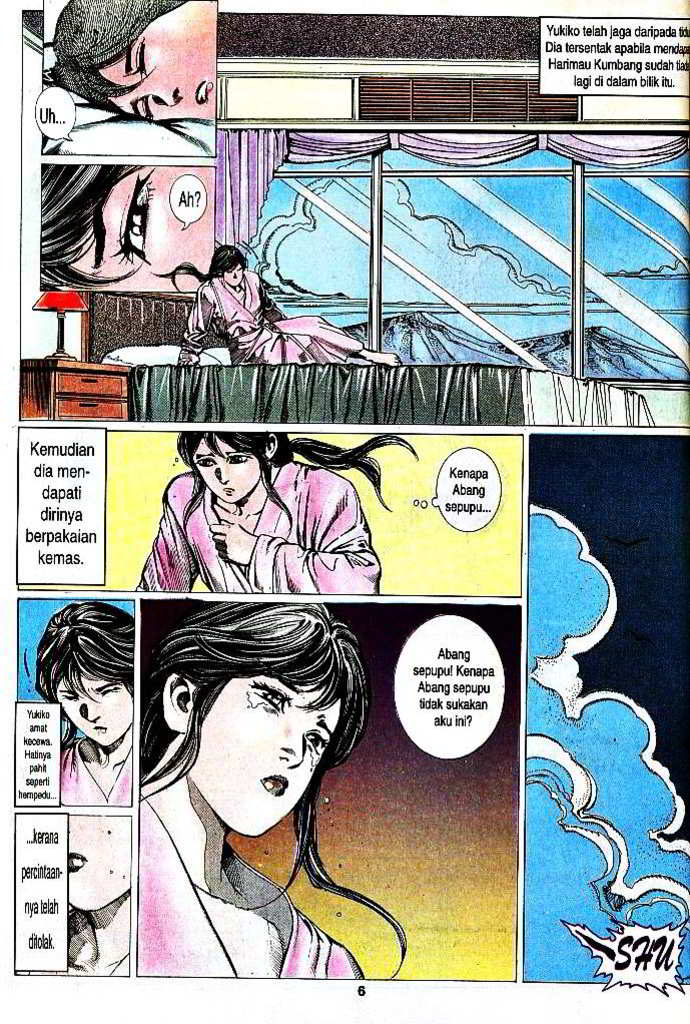 Yukiko telah jaga daripada
Dia tersentak apabila
Harimau Kumbang sudah
lagi di dalam bilik itu.
Uh...
Ah?
Kemudian
dia men-
dapati
dirinya
berpakaian
kemas.
Kenapa
Abang
sepupu...
Yukiko
amat
kecewa.
Hatinya
pahit
seperti
hempedu...
Abang
sepupu! Kenapa
Abang sepupu
tidak sukakan
aku ini?
...kerana
percintaan-
nya telah
ditolak.
SHU
6